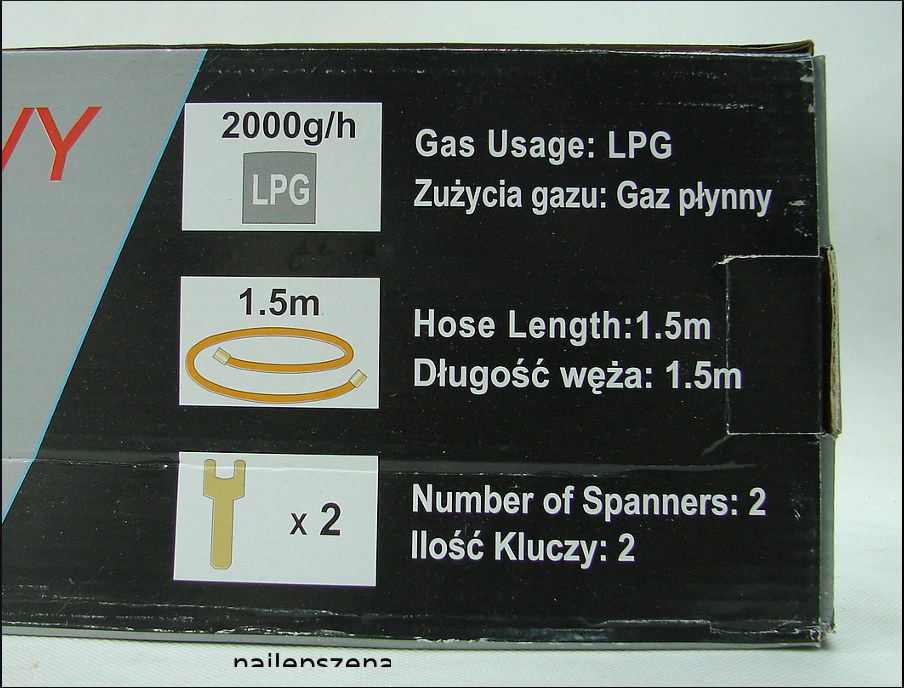 VY
2000g/h
LPG
Gas Usage: LPG
Zużycia gazu: Gaz płynny
1.5m
Hose Length:1.5m
Długość węża: 1.5m
x 2
Number of Spanners: 2
Ilość Kluczy: 2